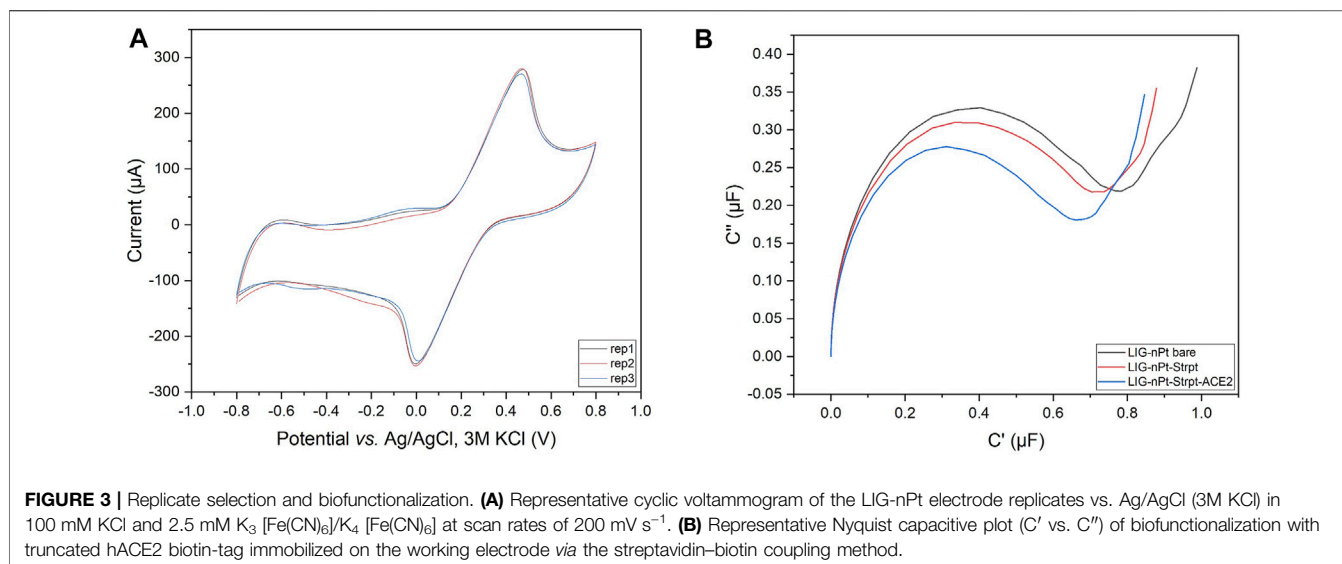 A
300
200
100
0
-100
-200
-300
Current (µA)
-1.0 -0.8 -0.6 -0.4 -0.2 0.0 0.2 0.4 0.6 0.8 1.0
Potential vs. Ag/AgCl, 3M KCl (V)
rep1
rep2
rep3
B
0.40
0.35
0.30
0.25
0.20
0.15
0.10
0.05
0.00
-0.05
C'' (µF)
0.0 0.2 0.4 0.6 0.8 1.0
C' (µF)
LIG-nPt bare
LIG-nPt-Strpt
LIG-nPt-Strpt-ACE2
FIGURE 3 | Replicate selection and biofunctionalization. (A) Representative cyclic voltammogram of the LIG-nPt electrode replicates vs. Ag/AgCl (3M KCl) in
100 mM KCl and 2.5 mM K₃ [Fe(CN)₆]/K₄ [Fe(CN)₆] at scan rates of 200 mV s⁻¹. (B) Representative Nyquist capacitive plot (C′ vs. C″) of biofunctionalization with
truncated hACE2 biotin-tag immobilized on the working electrode via the streptavidin–biotin coupling method.